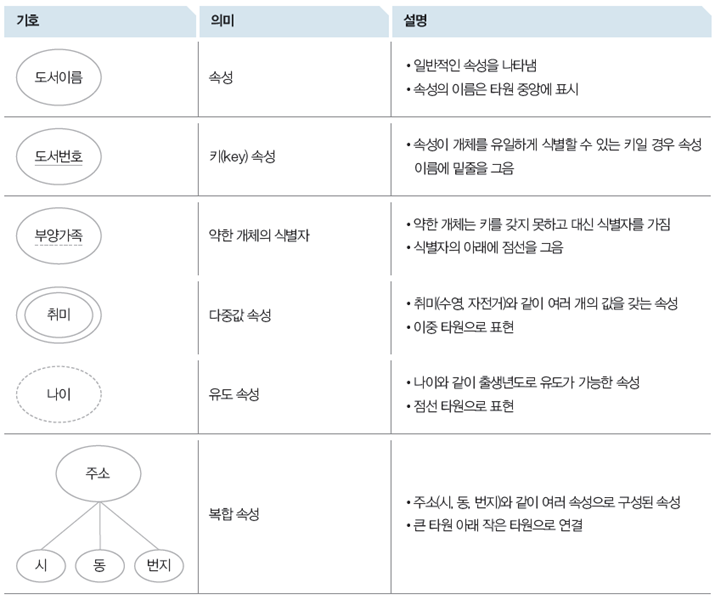 기호 의미 설명
도서이름 속성 • 일반적인 속성을 나타냄
• 속성의 이름은 타원 중앙에 표시
도서번호 키(key) 속성 • 속성이 개체를 유일하게 식별할 수 있는 키일 경우 속성
이름에 밑줄을 그음
부양가족 약한 개체의 식별자 • 약한 개체는 키를 갖지 못하고 대신 식별자를 가짐
• 식별자의 아래에 점선을 그음
취미 다중값 속성 • 취미(수영, 자전거)와 같이 여러 개의 값을 갖는 속성
• 이중 타원으로 표현
나이 유도 속성 • 나이와 같이 출생년도로 유도가 가능한 속성
• 점선 타원으로 표현
주소
복합 속성 • 주소(시, 동, 번지)와 같이 여러 속성으로 구성된 속성
• 큰 타원 아래 작은 타원으로 연결
시 동 번지